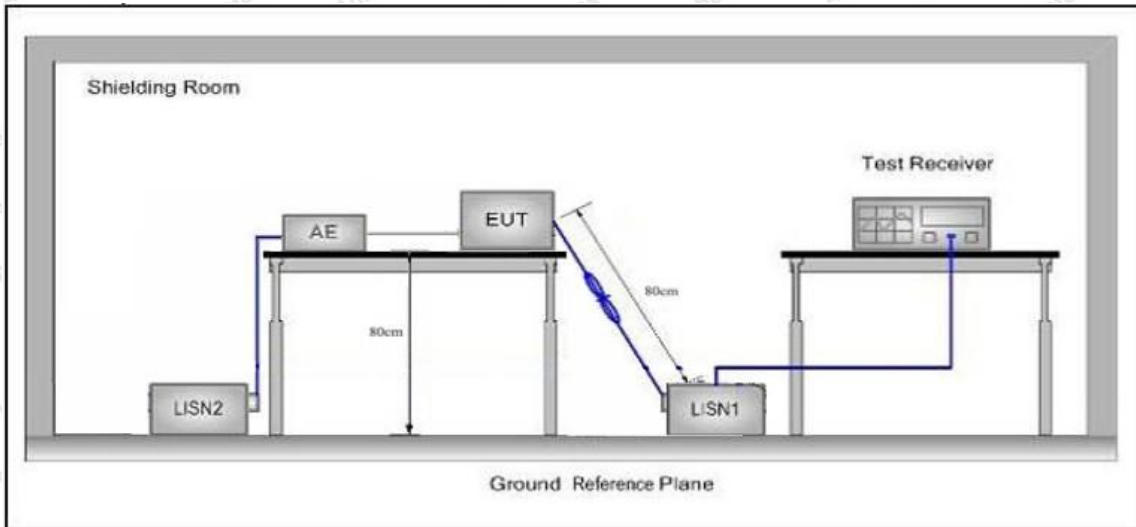 Shielding Room
Test Receiver
EUT
AE
80cm
80cm
LISN2
LISN1
Ground Reference Plane